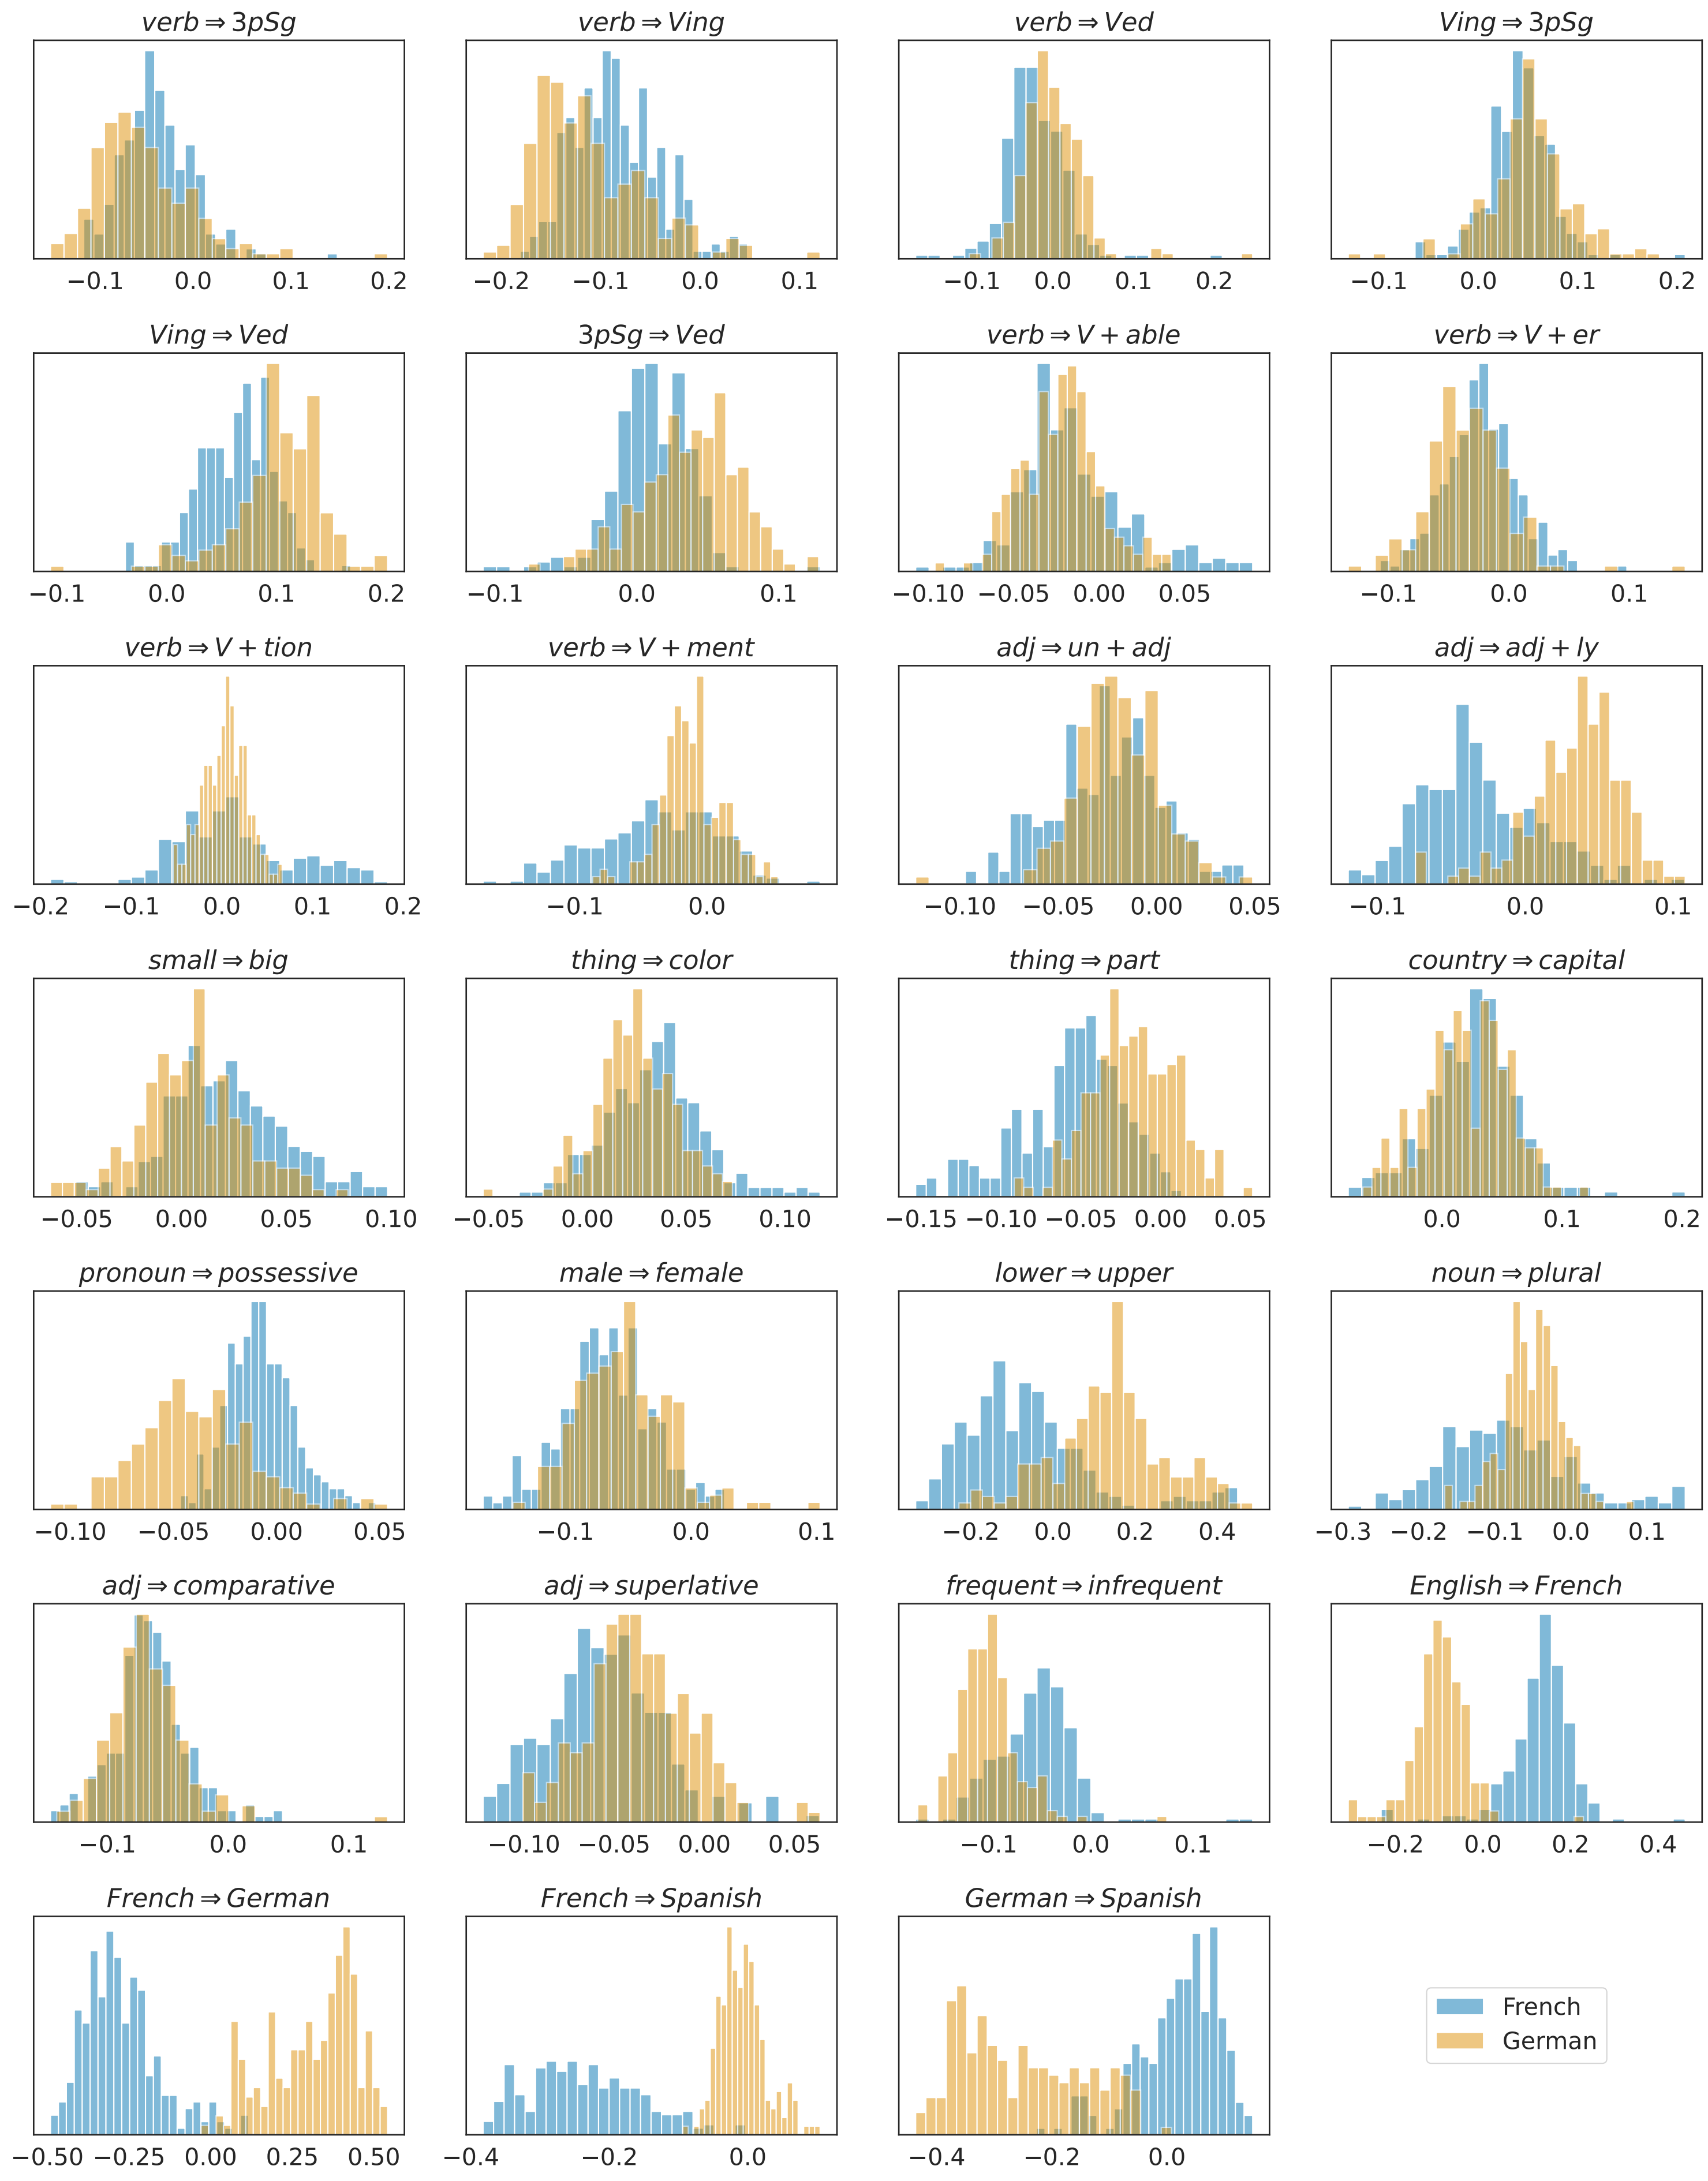 verb ⇒ 3pSg
verb ⇒ Ving
verb ⇒ Ved
Ving ⇒ 3pSg
−0.1 0.0 0.1 0.2
−0.2 −0.1 0.0 0.1
−0.1 0.0 0.1 0.2
−0.1 0.0 0.1 0.2
Ving ⇒ Ved
3pSg ⇒ Ved
verb ⇒ V + able
verb ⇒ V + er
−0.1 0.0 0.1 0.2
−0.1 0.0 0.1
−0.10 −0.05 0.00 0.05
−0.1 0.0 0.1
verb ⇒ V + tion
verb ⇒ V + ment
adj ⇒ un + adj
adj ⇒ adj + ly
−0.2 −0.1 0.0 0.1 0.2
−0.1 0.0
−0.10 −0.05 0.00 0.05
−0.1 0.0 0.1
small ⇒ big
thing ⇒ color
thing ⇒ part
country ⇒ capital
−0.05 0.00 0.05 0.10
−0.05 0.00 0.05 0.10
−0.15 −0.10 −0.05 0.00 0.05
0.0 0.1 0.2
pronoun ⇒ possessive
male ⇒ female
lower ⇒ upper
noun ⇒ plural
−0.10 −0.05 0.00 0.05
−0.1 0.0 0.1
−0.2 0.0 0.2 0.4
−0.3 −0.2 −0.1 0.0 0.1
adj ⇒ comparative
adj ⇒ superlative
frequent ⇒ infrequent
English ⇒ French
−0.1 0.0 0.1
−0.10 −0.05 0.00 0.05
−0.1 0.0 0.1
−0.2 0.0 0.2 0.4
French ⇒ German
French ⇒ Spanish
German ⇒ Spanish
−0.50 −0.25 0.00 0.25 0.50
−0.4 −0.2 0.0
−0.4 −0.2 0.0
French
German